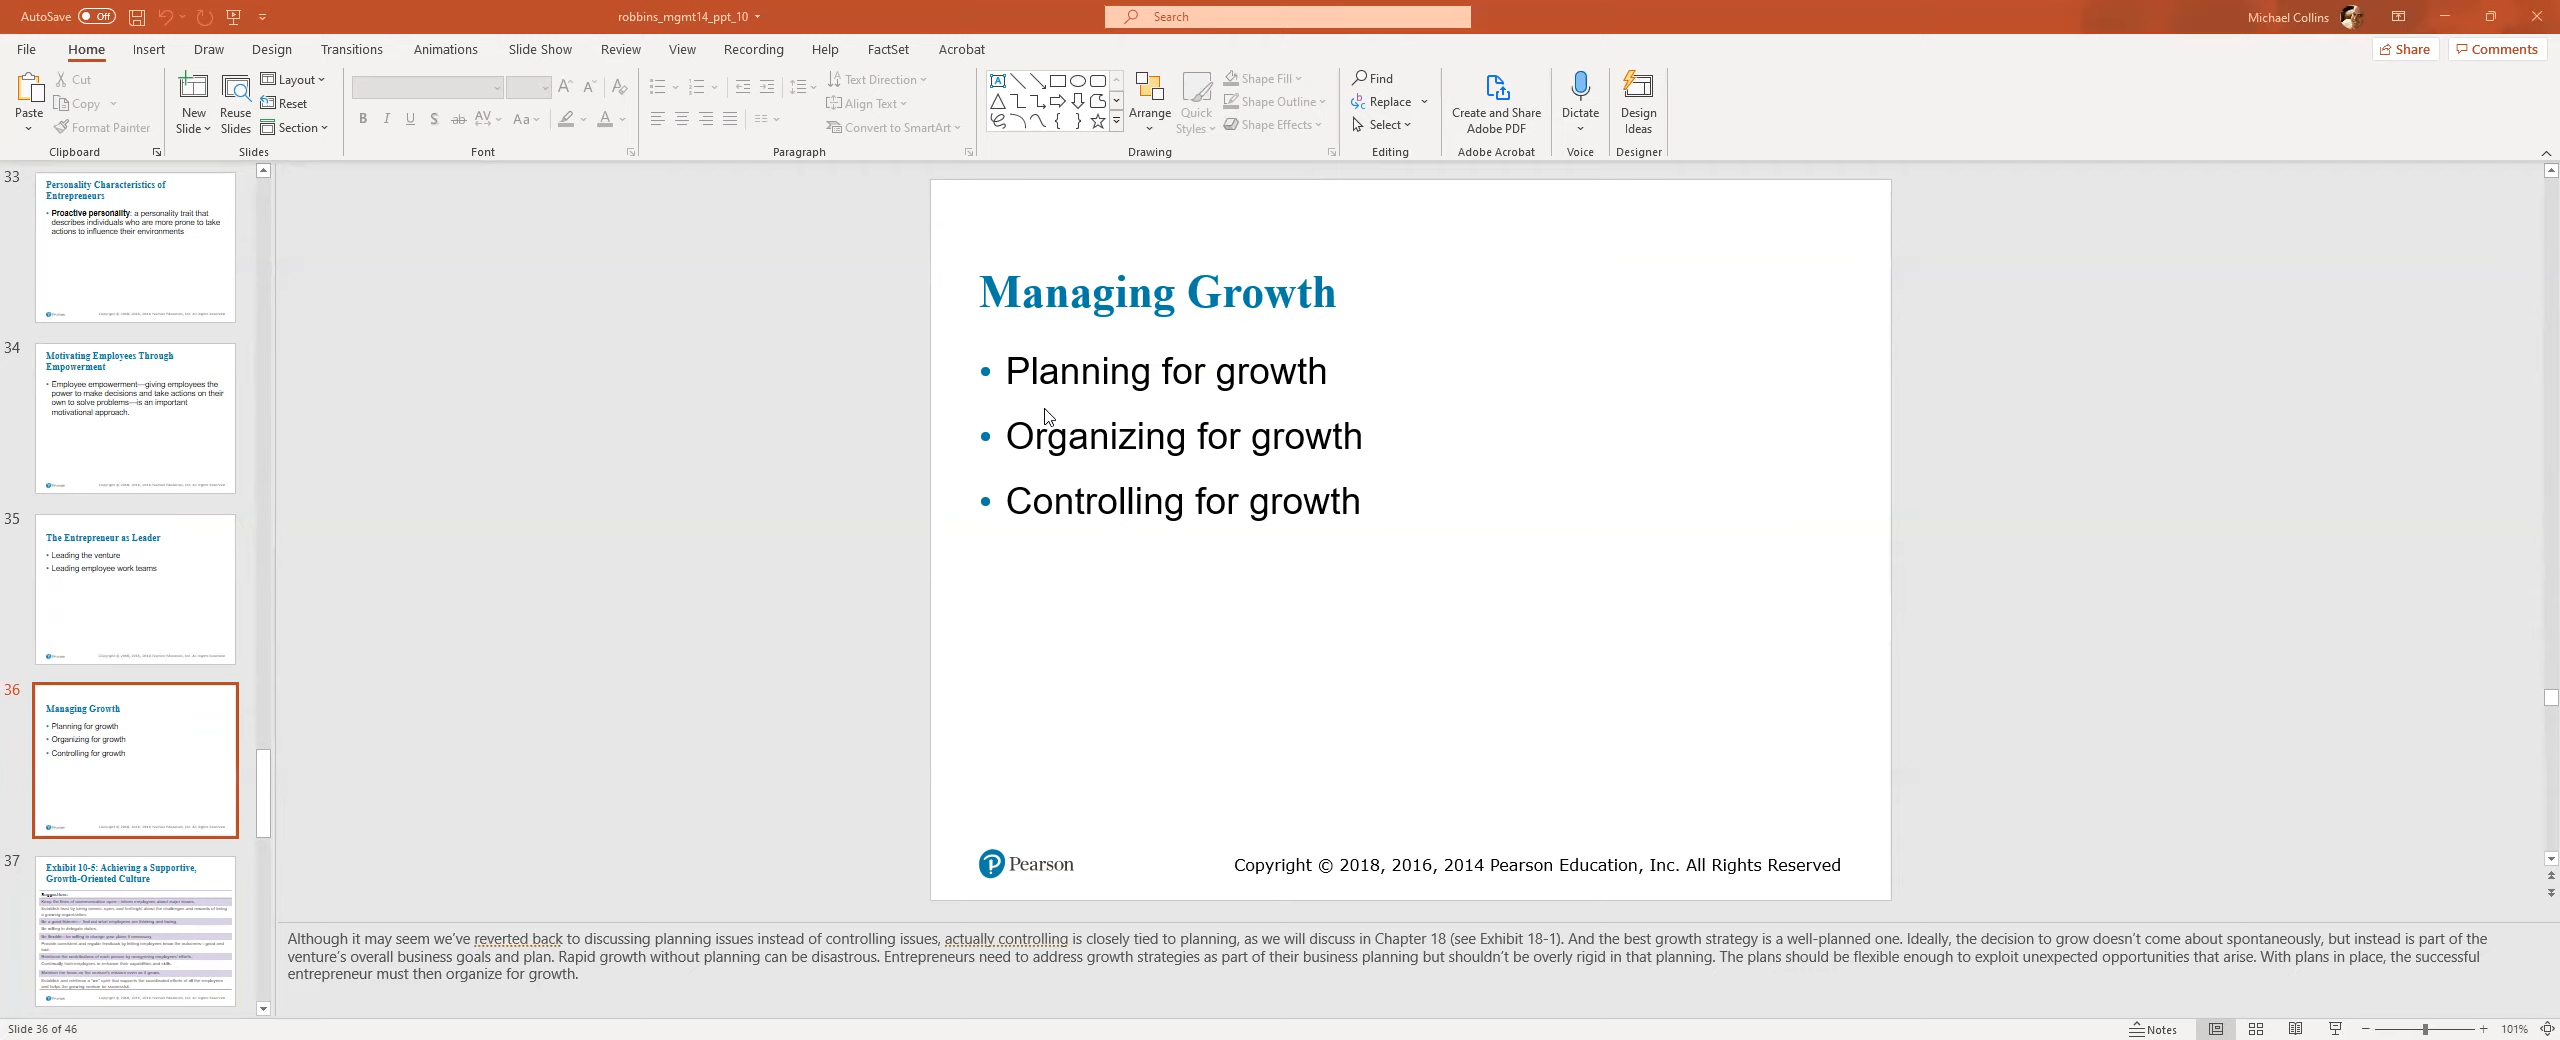 AutoSave Off
robbins_mgmt14_ppt_10
Search
Michael Collins
File Home Insert Draw Design Transitions Animations Slide Show Review View Recording Help FactSet Acrobat
Share Comments
Paste
Cut
Copy
Format Painter
Clipboard
New Slide
Reuse Slides
Layout
Reset
Section
Slides
B I U S ab AV Aa A
Font
Text Direction
Align Text
Convert to SmartArt
Paragraph
Arrange
Quick Styles
Shape Fill
Shape Outline
Shape Effects
Drawing
Find
Replace
Select
Editing
Create and Share Adobe PDF
Adobe Acrobat
Dictate
Voice
Design Ideas
Designer
33
Personality Characteristics of
Entrepreneurs
• Proactive personality: a personality trait that
describes individuals who are more prone to take
actions to influence their environments
34
Motivating Employees Through
Empowerment
• Employee empowerment—giving employees the
power to make decisions and take actions on their
own to solve problems—is an important
motivational approach.
35
The Entrepreneur as Leader
• Leading the venture
• Leading employee work teams
36
Managing Growth
• Planning for growth
• Organizing for growth
• Controlling for growth
37
Exhibit 10-5: Achieving a Supportive,
Growth-Oriented Culture
Managing Growth
• Planning for growth
• Organizing for growth
• Controlling for growth
Pearson
Copyright © 2018, 2016, 2014 Pearson Education, Inc. All Rights Reserved
Although it may seem we've reverted back to discussing planning issues instead of controlling issues, actually controlling is closely tied to planning, as we will discuss in Chapter 18 (see Exhibit 18-1). And the best growth strategy is a well-planned one. Ideally, the decision to grow doesn't come about spontaneously, but instead is part of the
venture's overall business goals and plan. Rapid growth without planning can be disastrous. Entrepreneurs need to address growth strategies as part of their business planning but shouldn't be overly rigid in that planning. The plans should be flexible enough to exploit unexpected opportunities that arise. With plans in place, the successful
entrepreneur must then organize for growth.
Slide 36 of 46
Notes
101%